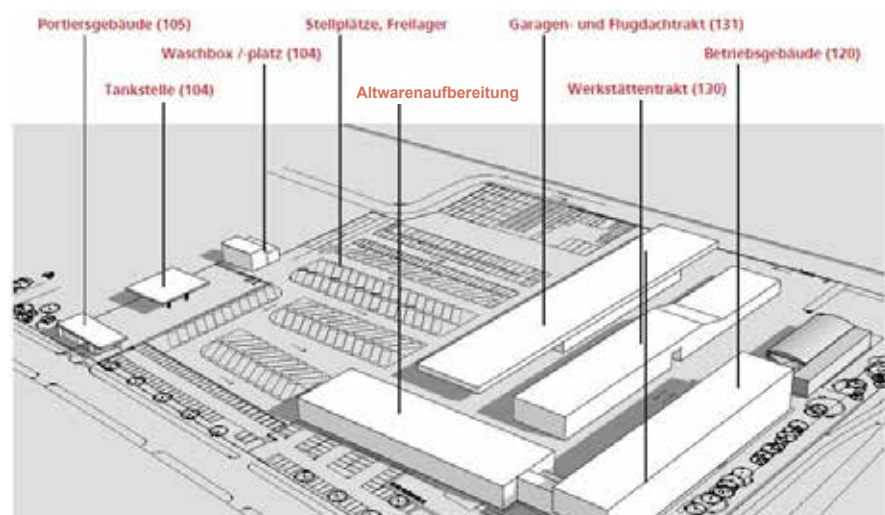 Portiersgebäude (105)
Stellplätze, Freilager
Garagen- und Flugdachtrakt (131)
Waschbox /-platz (104)
Betriebsgebäude (120)
Tankstelle (104)
Altwarenaufbereitung
Werkstättentrakt (130)